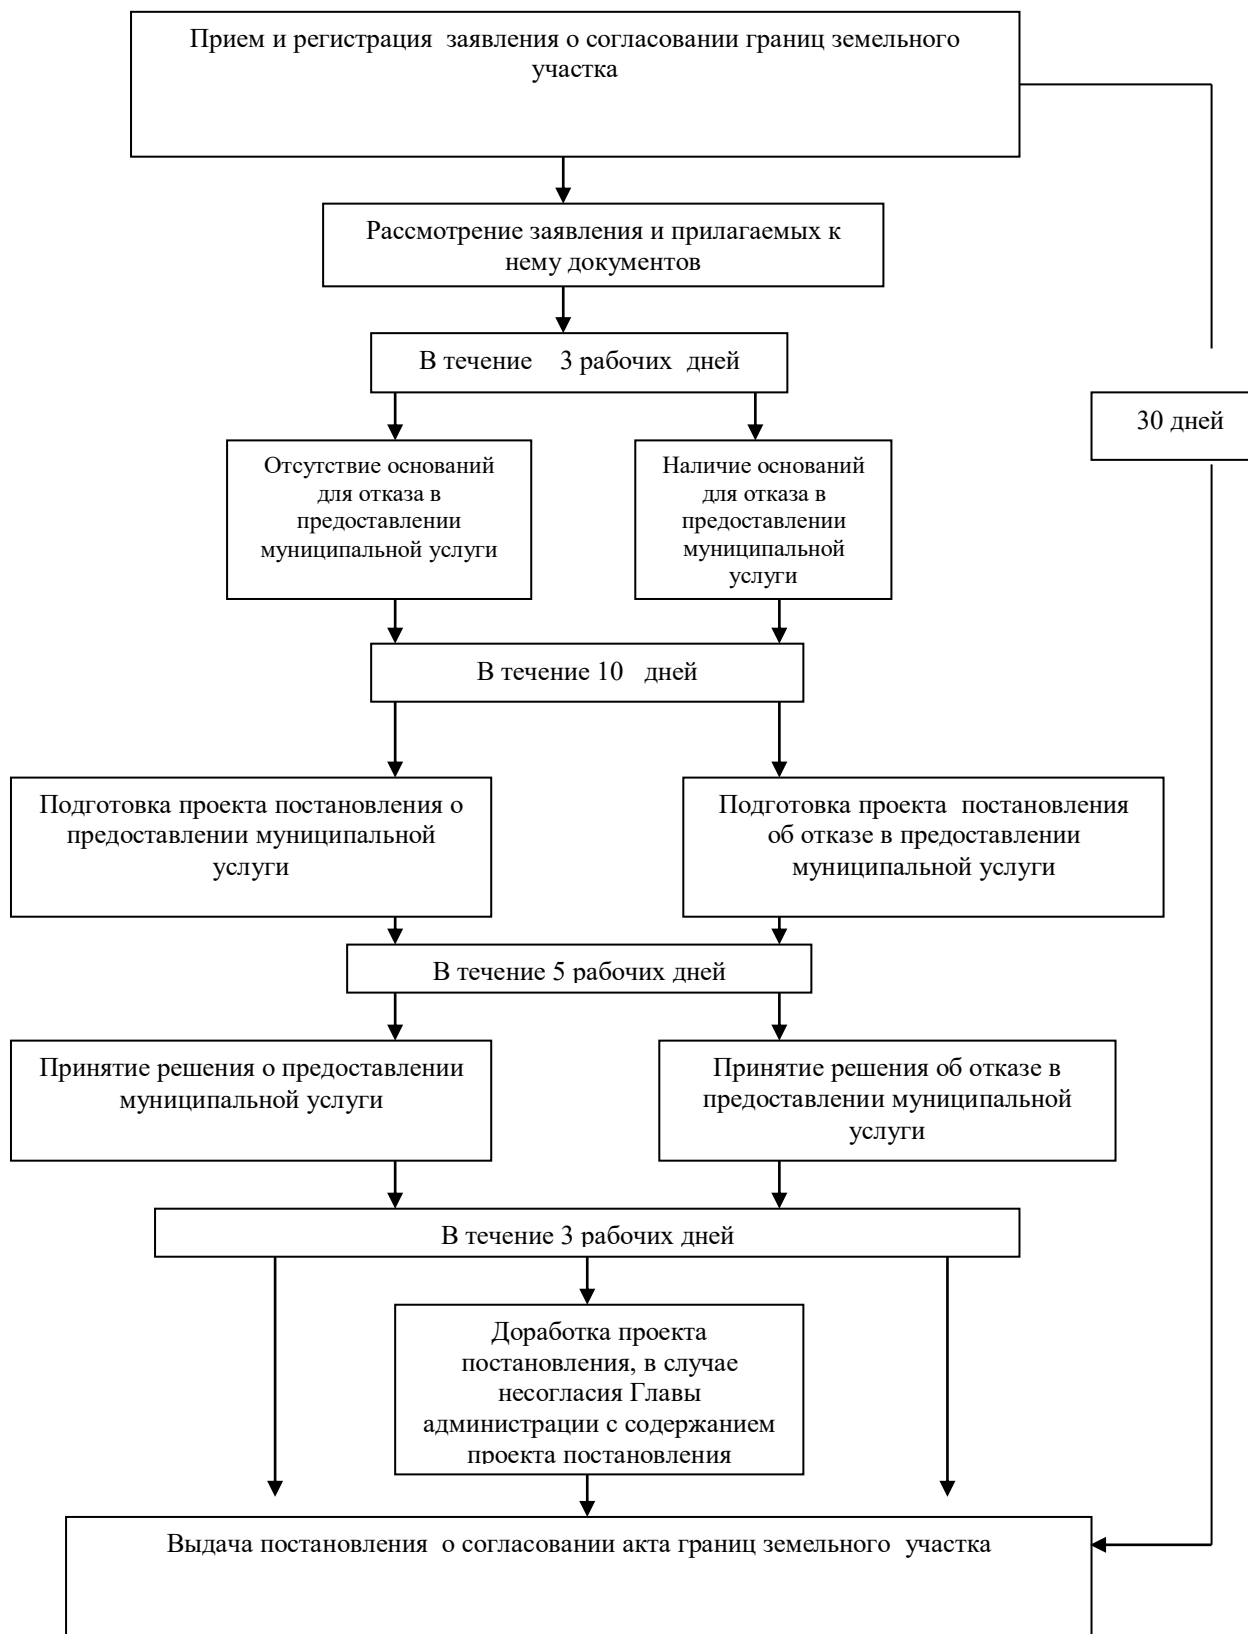 Прием и регистрация заявления о согласовании границ земельного
участка
Рассмотрение заявления и прилагаемых к
нему документов
В течение 3 рабочих дней
30 дней
Отсутствие оснований
для отказа в
предоставлении
муниципальной услуги
Наличие оснований
для отказа в
предоставлении
муниципальной
услуги
В течение 10 дней
Подготовка проекта постановления о
предоставлении муниципальной
услуги
Подготовка проекта постановления
об отказе в предоставлении
муниципальной услуги
В течение 5 рабочих дней
Принятие решения о предоставлении
муниципальной услуги
Принятие решения об отказе в
предоставлении муниципальной
услуги
В течение 3 рабочих дней
Доработка проекта
постановления, в случае
несогласия Главы
администрации с содержанием
проекта постановления
Выдача постановления о согласовании акта границ земельного участка